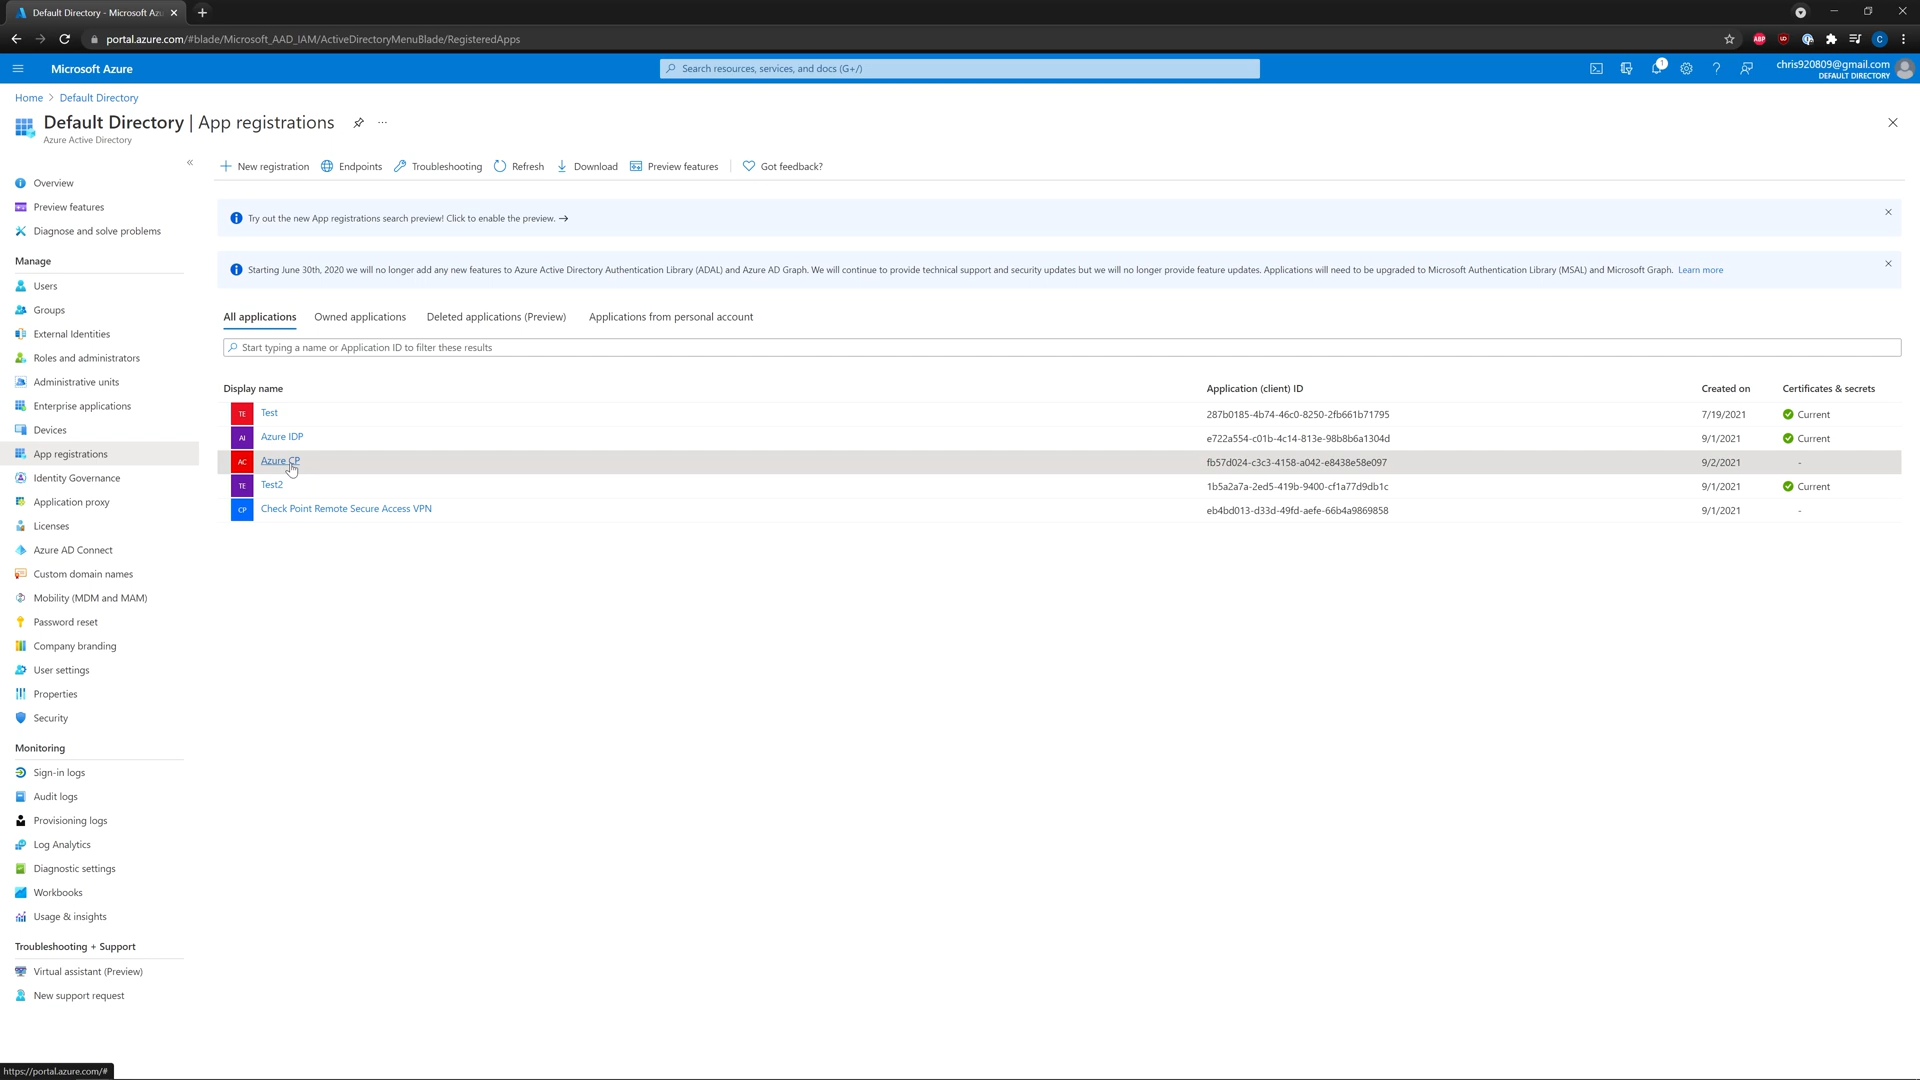 Default Directory - Microsoft Azu
portal.azure.com/#blade/Microsoft_AAD_IAM/ActiveDirectoryMenuBlade/RegisteredApps
ABP
C
Microsoft Azure
Search resources, services, and docs (G+/)
1
chris920809@gmail.com
DEFAULT DIRECTORY
Home > Default Directory
Default Directory | App registrations
Azure Active Directory
Overview
Preview features
Diagnose and solve problems
Manage
Users
Groups
External Identities
Roles and administrators
Administrative units
Enterprise applications
Devices
App registrations
Identity Governance
Application proxy
Licenses
Azure AD Connect
Custom domain names
Mobility (MDM and MAM)
Password reset
Company branding
User settings
Properties
Security
Monitoring
Sign-in logs
Audit logs
Provisioning logs
Log Analytics
Diagnostic settings
Workbooks
Usage & insights
Troubleshooting + Support
Virtual assistant (Preview)
New support request
New registration Endpoints Troubleshooting Refresh Download Preview features Got feedback?
Try out the new App registrations search preview! Click to enable the preview. →
Starting June 30th, 2020 we will no longer add any new features to Azure Active Directory Authentication Library (ADAL) and Azure AD Graph. We will continue to provide technical support and security updates but we will no longer provide feature updates. Applications will need to be upgraded to Microsoft Authentication Library (MSAL) and Microsoft Graph. Learn more
All applications Owned applications Deleted applications (Preview) Applications from personal account
Start typing a name or Application ID to filter these results
Display name Application (client) ID Created on Certificates & secrets
TE Test 287b0185-4b74-46c0-8250-2fb661b71795 7/19/2021 Current
AI Azure IDP e722a554-c01b-4c14-813e-98b8b6a1304d 9/1/2021 Current
AC Azure CP fb57d024-c3c3-4158-a042-e8438e58e097 9/2/2021 -
TE Test2 1b5a2a7a-2ed5-419b-9400-cf1a77d9db1c 9/1/2021 Current
CP Check Point Remote Secure Access VPN eb4bd013-d33d-49fd-aefe-66b4a9869858 9/1/2021 -
https://portal.azure.com/#